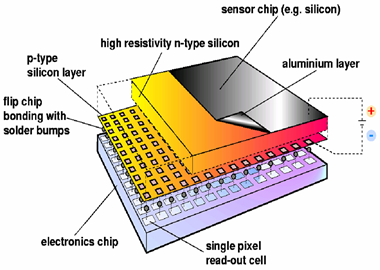 sensor chip (e.g. silicon)
high resistivity n-type silicon
p-type
silicon layer
aluminium layer
flip chip
bonding with
solder bumps
+
-
electronics chip
single pixel
read-out cell